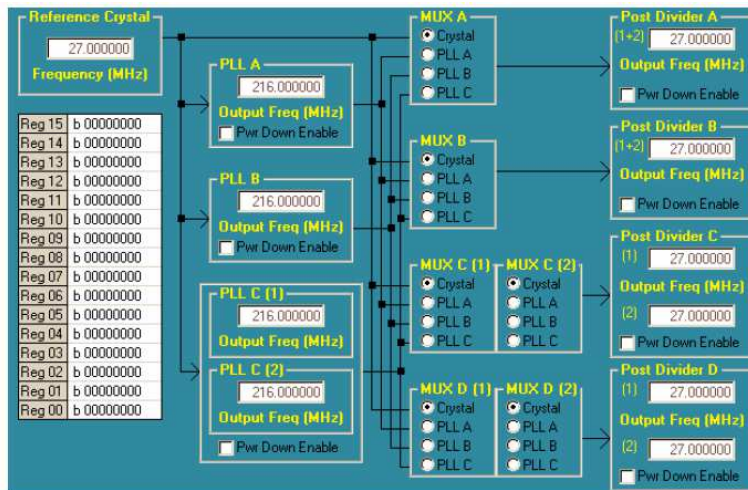 Reference Crystal
27.000000
Frequency (MHz)
Reg 15 b 00000000
Reg 14 b 00000000
Reg 13 b 00000000
Reg 12 b 00000000
Reg 11 b 00000000
Reg 10 b 00000000
Reg 09 b 00000000
Reg 08 b 00000000
Reg 07 b 00000000
Reg 06 b 00000000
Reg 05 b 00000000
Reg 04 b 00000000
Reg 03 b 00000000
Reg 02 b 00000000
Reg 01 b 00000000
Reg 00 b 00000000
PLL A
216.000000
Output Freq (MHz)
Pwr Down Enable
PLL B
216.000000
Output Freq (MHz)
Pwr Down Enable
PLL C (1)
216.000000
Output Freq (MHz)
PLL C (2)
216.000000
Output Freq (MHz)
Pwr Down Enable
MUX A
Crystal
PLL A
PLL B
PLL C
MUX B
Crystal
PLL A
PLL B
PLL C
MUX C (1) MUX C (2)
Crystal Crystal
PLL A PLL A
PLL B PLL B
PLL C PLL C
MUX D (1) MUX D (2)
Crystal Crystal
PLL A PLL A
PLL B PLL B
PLL C PLL C
Post Divider A
(1+2) 27.000000
Output Freq (MHz)
Pwr Down Enable
Post Divider B
(1+2) 27.000000
Output Freq (MHz)
Pwr Down Enable
Post Divider C
(1) 27.000000
Output Freq (MHz)
(2) 27.000000
Pwr Down Enable
Post Divider D
(1) 27.000000
Output Freq (MHz)
(2) 27.000000
Pwr Down Enable